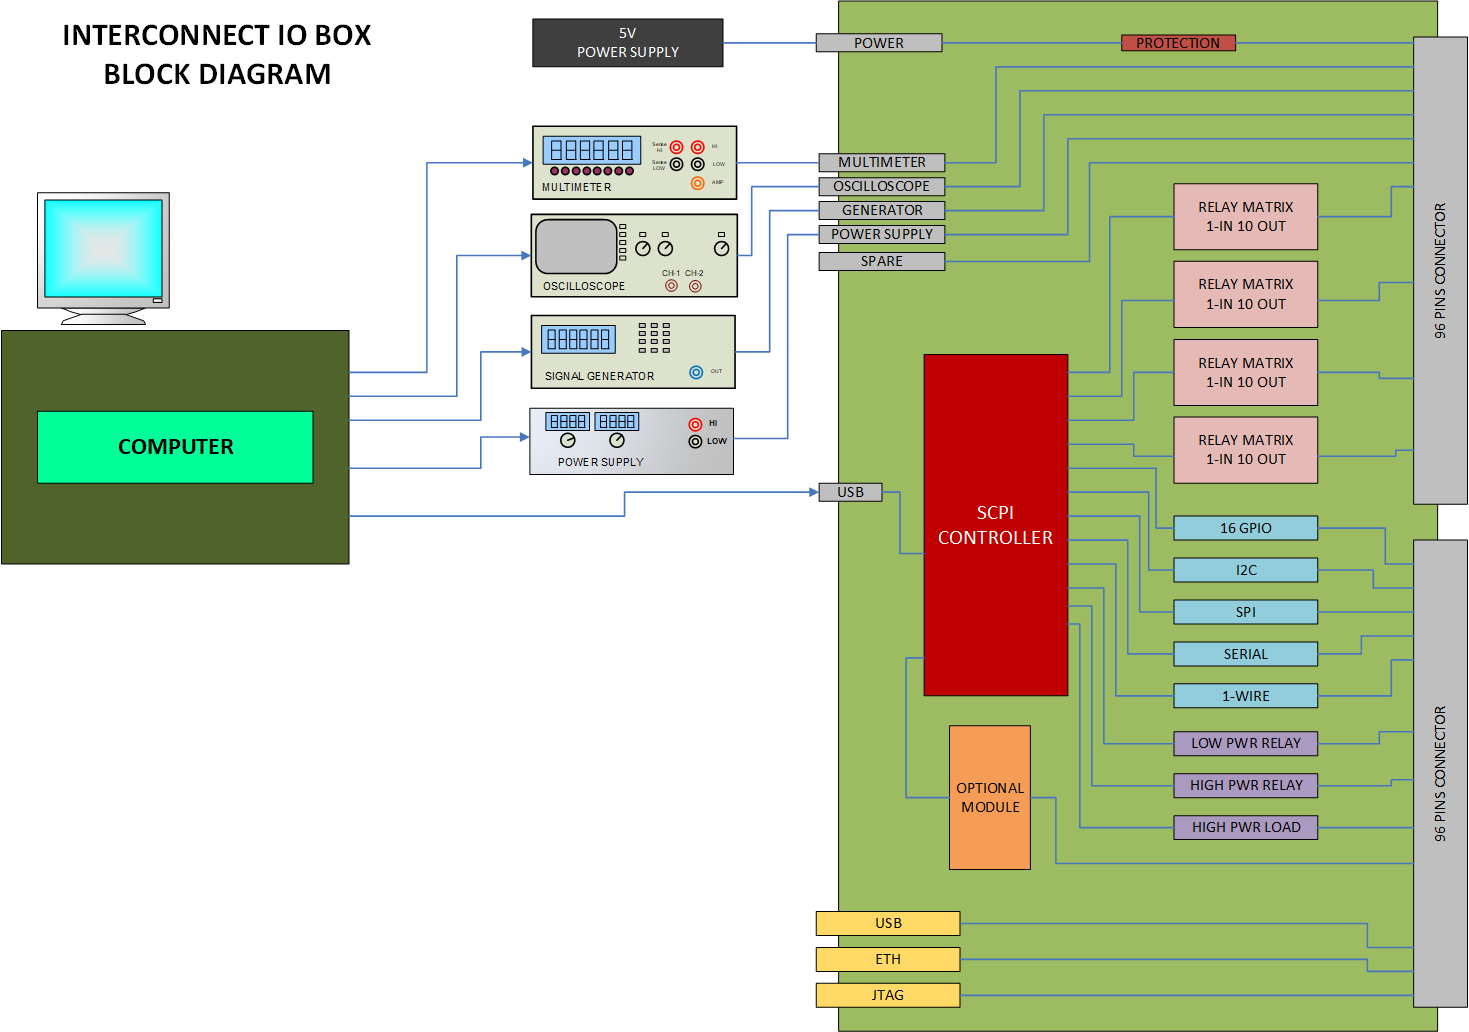 INTERCONNECT IO BOX
BLOCK DIAGRAM
5V
POWER SUPPLY
POWER
PROTECTION
Sense
HI
HI
Sense
LOW
LOW
AMP
MULTIMETER
MULTIMETER
OSCILLOSCOPE
GENERATOR
POWER SUPPLY
SPARE
CH-1 CH-2
OSCILLOSCOPE
SIGNAL GENERATOR
OUT
HI
LOW
POWER SUPPLY
COMPUTER
USB
SCPI
CONTROLLER
OPTIONAL
MODULE
RELAY MATRIX
1-IN 10 OUT
RELAY MATRIX
1-IN 10 OUT
RELAY MATRIX
1-IN 10 OUT
RELAY MATRIX
1-IN 10 OUT
16 GPIO
I2C
SPI
SERIAL
1-WIRE
LOW PWR RELAY
HIGH PWR RELAY
HIGH PWR LOAD
96 PINS CONNECTOR
96 PINS CONNECTOR
USB
ETH
JTAG